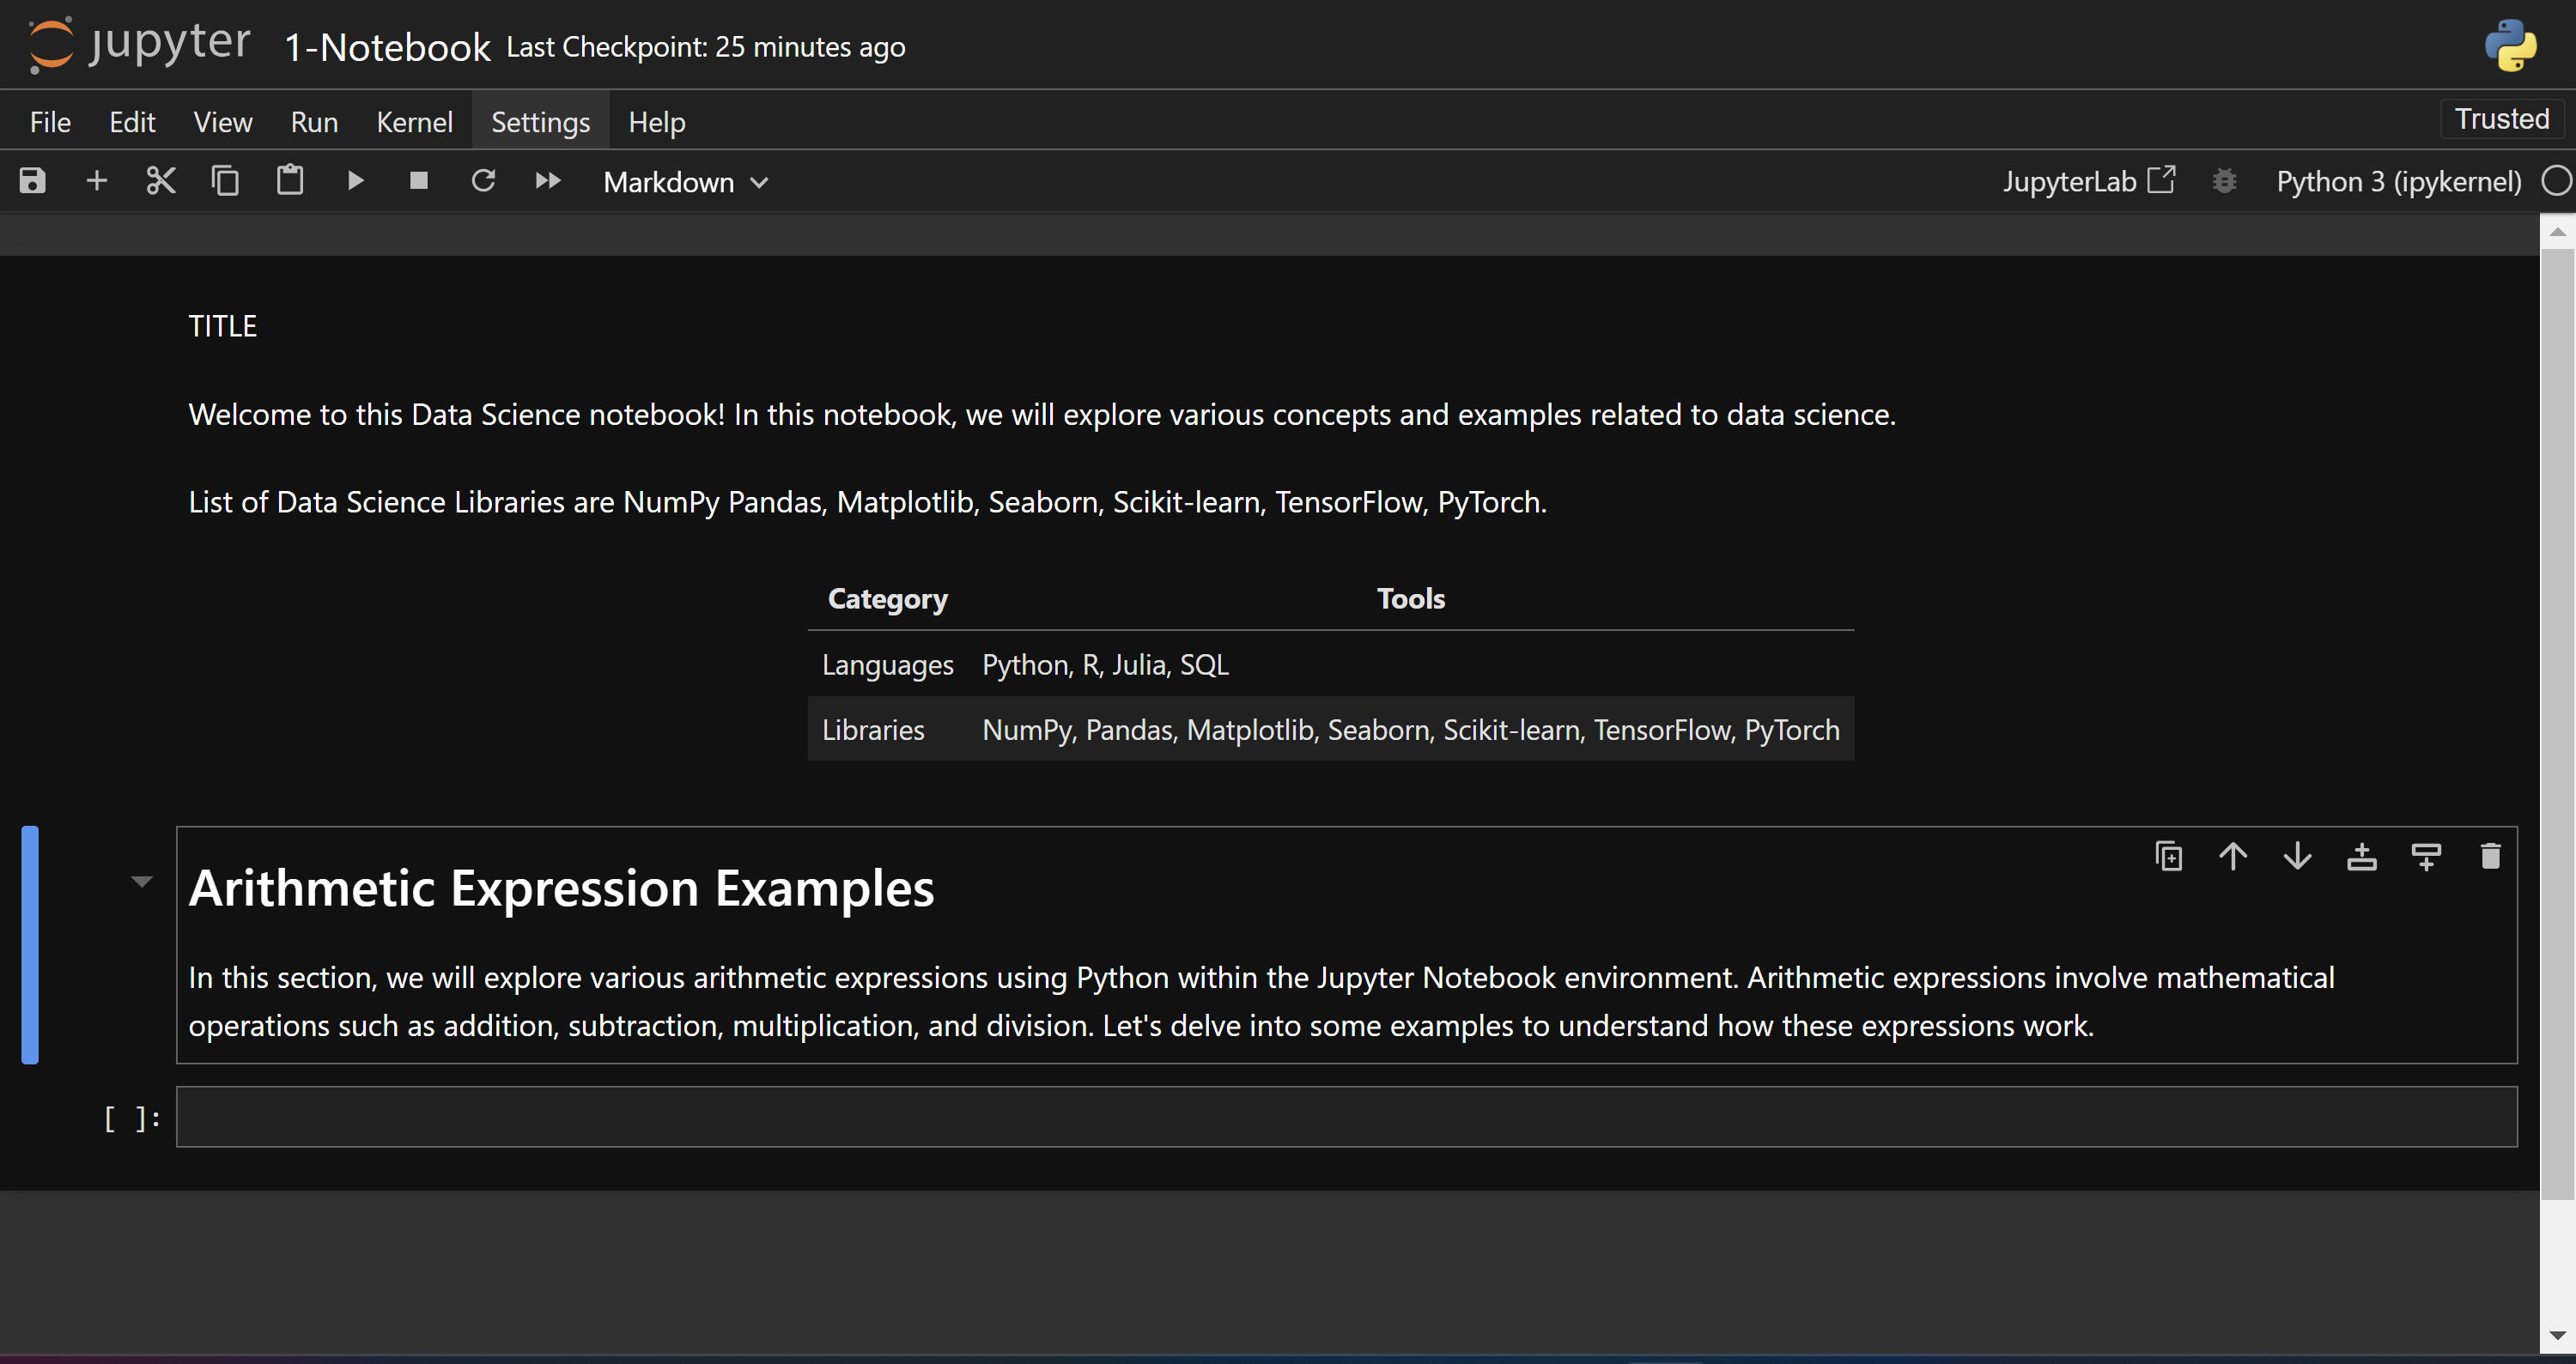 jupyter 1-Notebook Last Checkpoint: 25 minutes ago
File Edit View Run Kernel Settings Help Trusted
Markdown JupyterLab Python 3 (ipykernel)
TITLE
Welcome to this Data Science notebook! In this notebook, we will explore various concepts and examples related to data science.
List of Data Science Libraries are NumPy Pandas, Matplotlib, Seaborn, Scikit-learn, TensorFlow, PyTorch.
Category Tools
Languages Python, R, Julia, SQL
Libraries NumPy, Pandas, Matplotlib, Seaborn, Scikit-learn, TensorFlow, PyTorch
Arithmetic Expression Examples
In this section, we will explore various arithmetic expressions using Python within the Jupyter Notebook environment. Arithmetic expressions involve mathematical
operations such as addition, subtraction, multiplication, and division. Let's delve into some examples to understand how these expressions work.
[ ]: